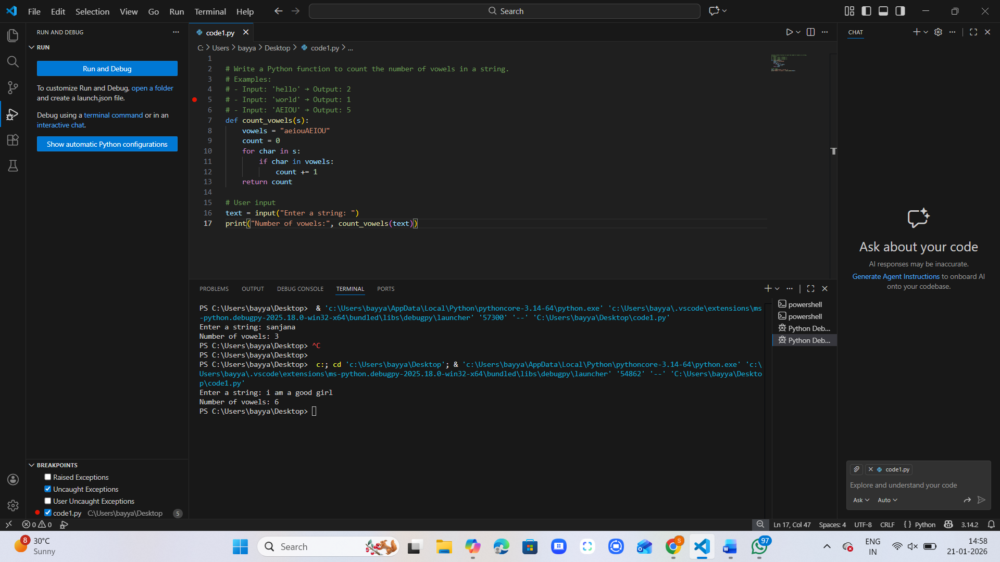 File Edit Selection View Go Run Terminal Help
Search
RUN AND DEBUG
RUN
Run and Debug
To customize Run and Debug, open a folder
and create a launch.json file.
Debug using a terminal command or in an
interactive chat.
Show automatic Python configurations
BREAKPOINTS
Raised Exceptions
Uncaught Exceptions
User Uncaught Exceptions
code1.py C:\Users\bayya\Desktop 5
code1.py
C: > Users > bayya > Desktop > code1.py > ...
1
2 # Write a Python function to count the number of vowels in a string.
3 # Examples:
4 # - Input: 'hello' → Output: 2
5 # - Input: 'world' → Output: 1
6 # - Input: 'AEIOU' → Output: 5
7 def count_vowels(s):
8 vowels = "aeiouAEIOU"
9 count = 0
10 for char in s:
11 if char in vowels:
12 count += 1
13 return count
14
15 # User input
16 text = input("Enter a string: ")
17 print("Number of vowels:", count_vowels(text))
PROBLEMS OUTPUT DEBUG CONSOLE TERMINAL PORTS
PS C:\Users\bayya\Desktop>  & 'c:\Users\bayya\AppData\Local\Python\pythoncore-3.14-64\python.exe' 'c:\Users\bayya\.vscode\extensions\ms
-python.debugpy-2025.18.0-win32-x64\bundled\libs\debugpy\launcher' '57300' '--' 'C:\Users\bayya\Desktop\code1.py'
Enter a string: sanjana
Number of vowels: 3
PS C:\Users\bayya\Desktop> ^C
PS C:\Users\bayya\Desktop>
PS C:\Users\bayya\Desktop>  c:; cd 'c:\Users\bayya\Desktop'; & 'c:\Users\bayya\AppData\Local\Python\pythoncore-3.14-64\python.exe' 'c:\
Users\bayya\.vscode\extensions\ms-python.debugpy-2025.18.0-win32-x64\bundled\libs\debugpy\launcher' '54862' '--' 'C:\Users\bayya\Deskto
p\code1.py'
Enter a string: i am a good girl
Number of vowels: 6
PS C:\Users\bayya\Desktop>
powershell
powershell
Python Deb...
Python Deb...
CHAT
Ask about your code
AI responses may be inaccurate.
Generate Agent Instructions to onboard AI
onto your codebase.
code1.py
Explore and understand your code
Ask Auto
0 0
Ln 17, Col 47 Spaces: 4 UTF-8 CRLF {} Python 3.14.2
8 30°C
Sunny
Search
S
97
ENG
IN
14:58
21-01-2026